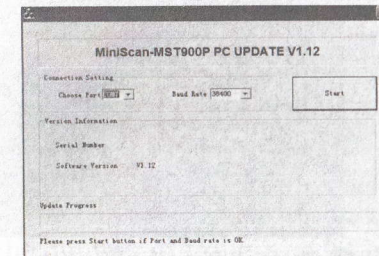 MiniScan-MST900P PC UPDATE V1.12
Connection Setting
Choose Port Baud Rate 38400 Start
Version Information
Serial Number
Software Version V1.12
Update Progress
Please press Start button if Port and Baud rate is OK